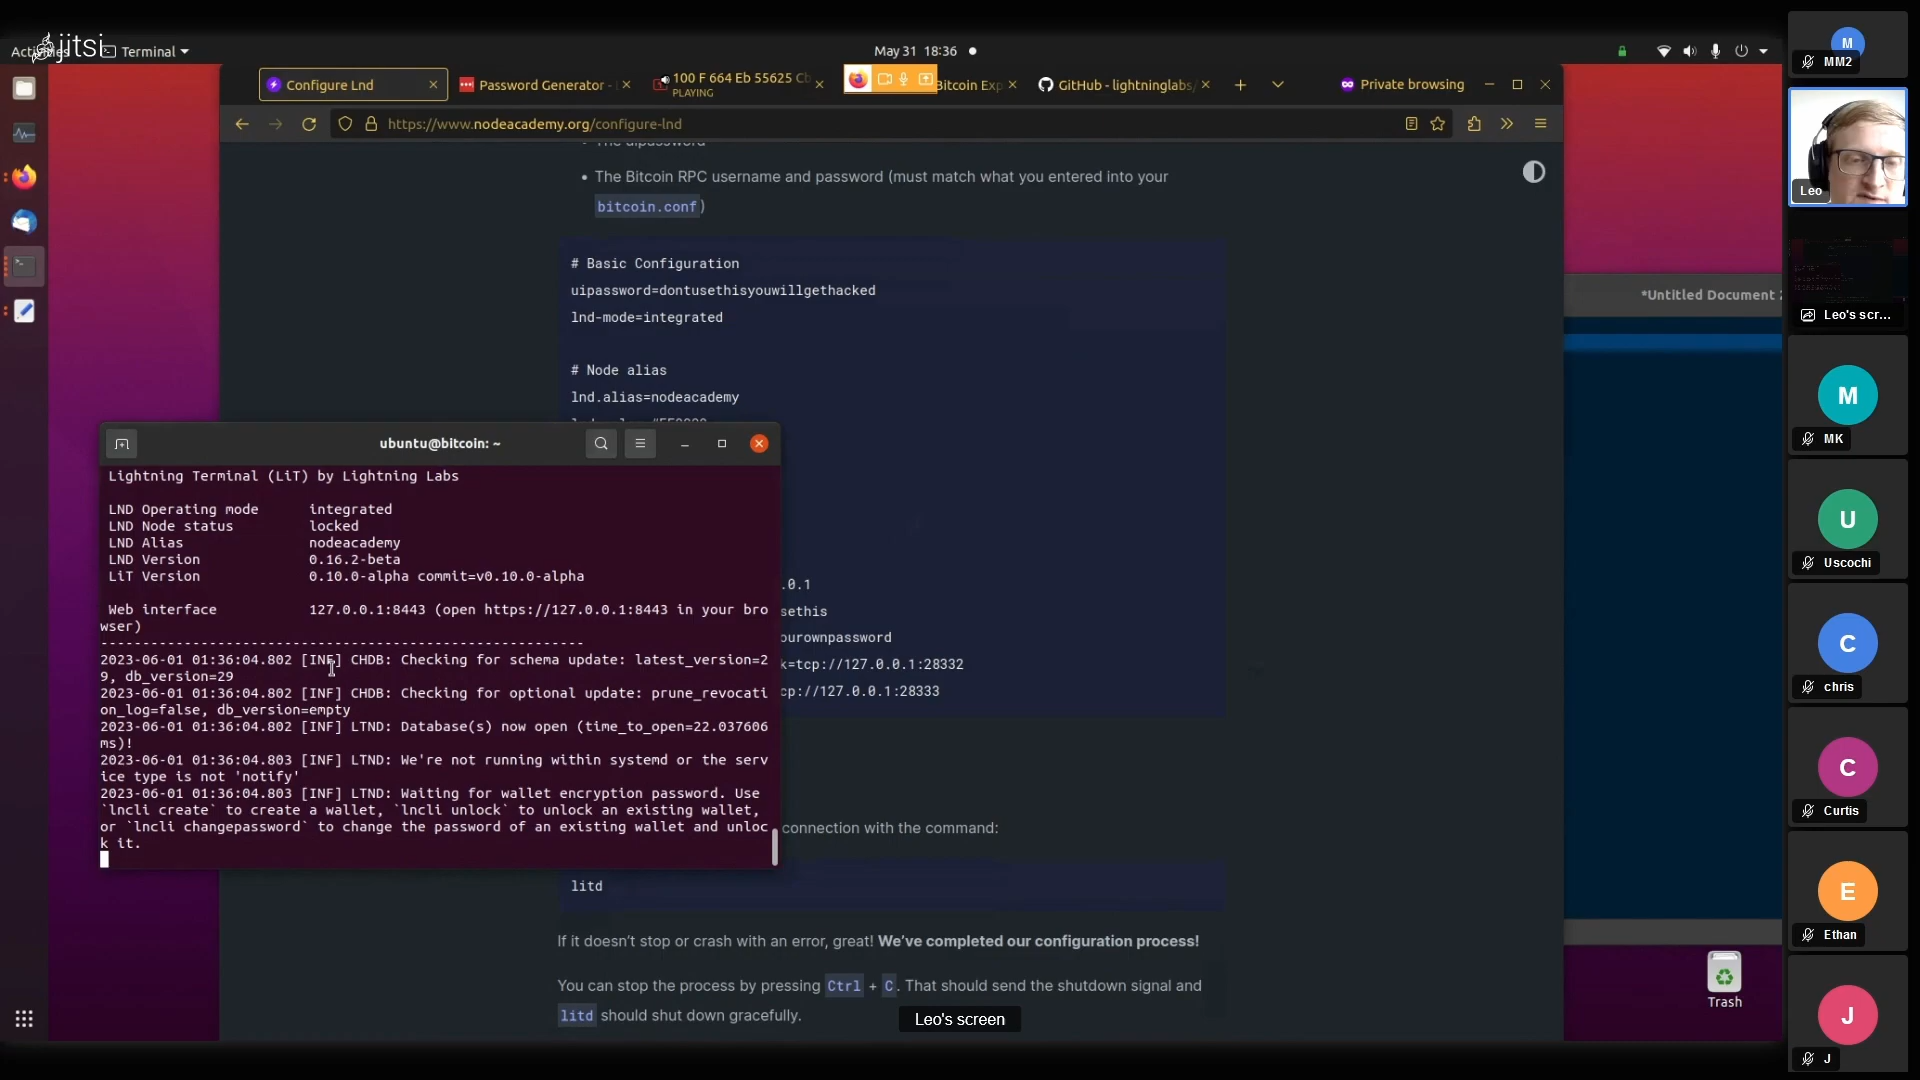 Activities
jitsi
Terminal
May 31 18:36
Configure Lnd
Password Generator -
100 F 664 Eb 55625 Cb
PLAYING
Bitcoin Exp
GitHub - lightninglabs/
Private browsing
https://www.nodeacademy.org/configure-lnd
The uipassword
• The Bitcoin RPC username and password (must match what you entered into your
bitcoin.conf)
# Basic Configuration
uipassword=dontusethisyouwillgethacked
lnd-mode=integrated
# Node alias
lnd.alias=nodeacademy
.0.1
sethis
ourownpassword
k=tcp://127.0.0.1:28332
cp://127.0.0.1:28333
connection with the command:
litd
If it doesn't stop or crash with an error, great! We've completed our configuration process!
You can stop the process by pressing Ctrl + C. That should send the shutdown signal and
litd should shut down gracefully.
ubuntu@bitcoin: ~
Lightning Terminal (LiT) by Lightning Labs
LND Operating mode integrated
LND Node status locked
LND Alias nodeacademy
LND Version 0.16.2-beta
LiT Version 0.10.0-alpha commit=v0.10.0-alpha
Web interface 127.0.0.1:8443 (open https://127.0.0.1:8443 in your bro
wser)
----------------------------------------------------------
2023-06-01 01:36:04.802 [INF] CHDB: Checking for schema update: latest_version=2
9, db_version=29
2023-06-01 01:36:04.802 [INF] CHDB: Checking for optional update: prune_revocati
on_log=false, db_version=empty
2023-06-01 01:36:04.802 [INF] LTND: Database(s) now open (time_to_open=22.037606
ms)!
2023-06-01 01:36:04.803 [INF] LTND: We're not running within systemd or the serv
ice type is not 'notify'
2023-06-01 01:36:04.803 [INF] LTND: Waiting for wallet encryption password. Use
`lncli create` to create a wallet, `lncli unlock` to unlock an existing wallet,
or `lncli changepassword` to change the password of an existing wallet and unloc
k it.
*Untitled Document 2
Trash
Leo's screen
M
MM2
Leo
Leo's scr...
M
MK
U
Uscochi
C
chris
C
Curtis
E
Ethan
J
J